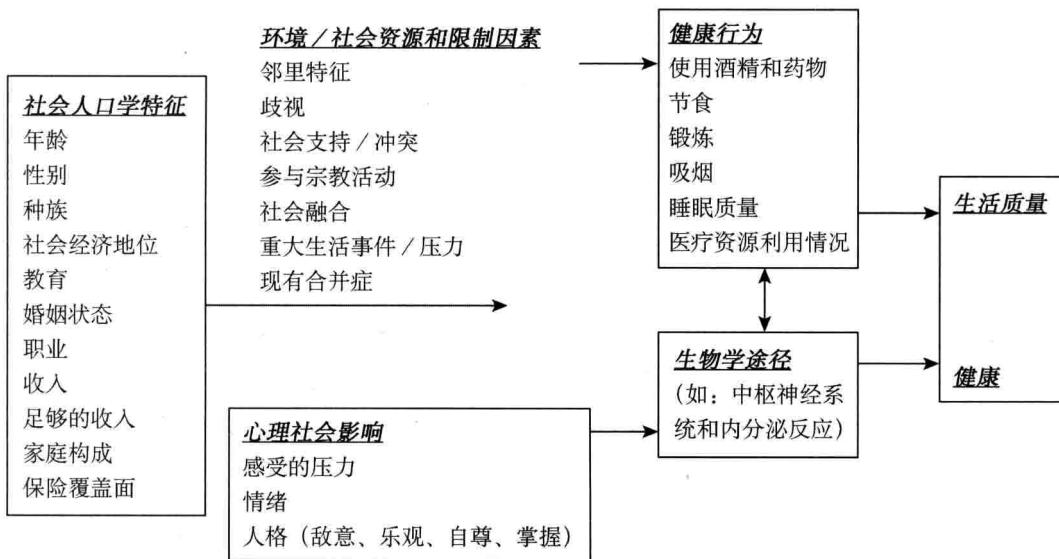 社会人口学特征
年龄
性别
种族
社会经济地位
教育
婚姻状态
职业
收入
足够的收入
家庭构成
保险覆盖面
环境／社会资源和限制因素
邻里特征
歧视
社会支持／冲突
参与宗教活动
社会融合
重大生活事件／压力
现有合并症
心理社会影响
感受的压力
情绪
人格（敌意、乐观、自尊、掌握）
健康行为
使用酒精和药物
节食
锻炼
吸烟
睡眠质量
医疗资源利用情况
生物学途径
（如：中枢神经系
统和内分泌反应）
生活质量
健康